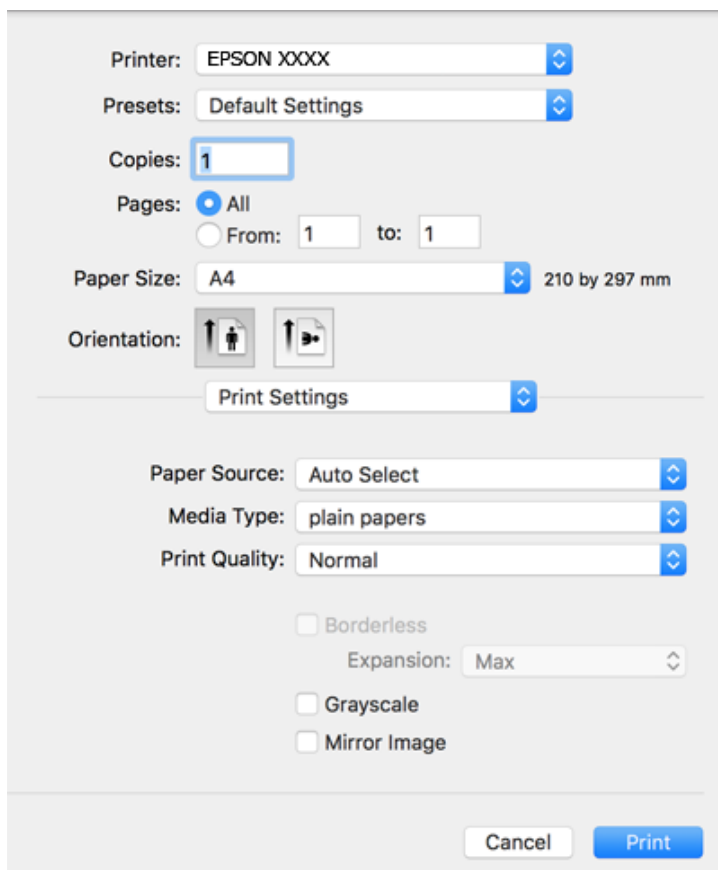 Printer: EPSON XXXX
Presets: Default Settings
Copies: 1
Pages: All
From: 1 to: 1
Paper Size: A4 210 by 297 mm
Orientation:
Print Settings
Paper Source: Auto Select
Media Type: plain papers
Print Quality: Normal
Borderless
Expansion: Max
Grayscale
Mirror Image
Cancel Print